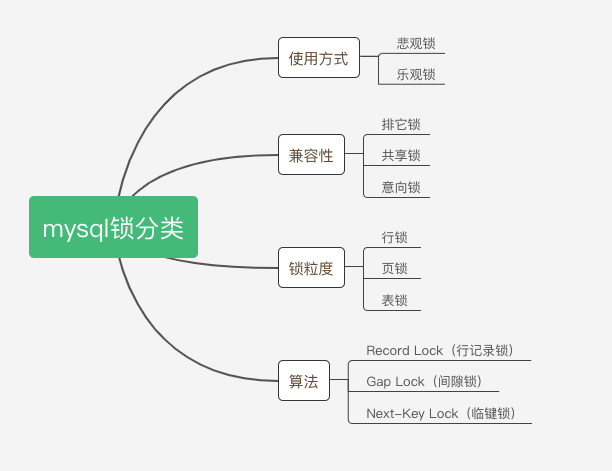 mysql锁分类
使用方式
悲观锁
乐观锁
兼容性
排它锁
共享锁
意向锁
锁粒度
行锁
页锁
表锁
算法
Record Lock（行记录锁）
Gap Lock（间隙锁）
Next-Key Lock（临键锁）